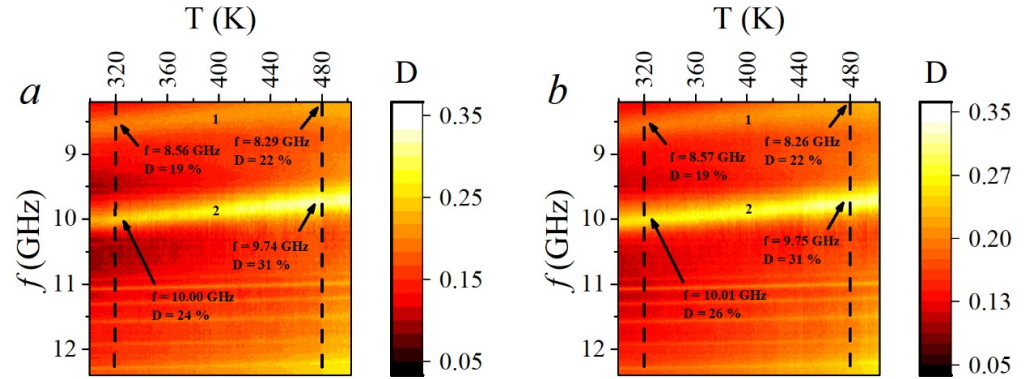 T (K)
320 360 400 440 480
a
D
1
f = 8.56 GHz
D = 19 %
f = 8.29 GHz
D = 22 %
2
f = 9.74 GHz
D = 31 %
f = 10.00 GHz
D = 24 %
9
10
11
12
f (GHz)
0.35
0.25
0.15
0.05
T (K)
320 360 400 440 480
b
D
1
f = 8.57 GHz
D = 19 %
f = 8.26 GHz
D = 22 %
2
f = 9.75 GHz
D = 31 %
f = 10.01 GHz
D = 26 %
9
10
11
12
f (GHz)
0.35
0.27
0.20
0.13
0.05